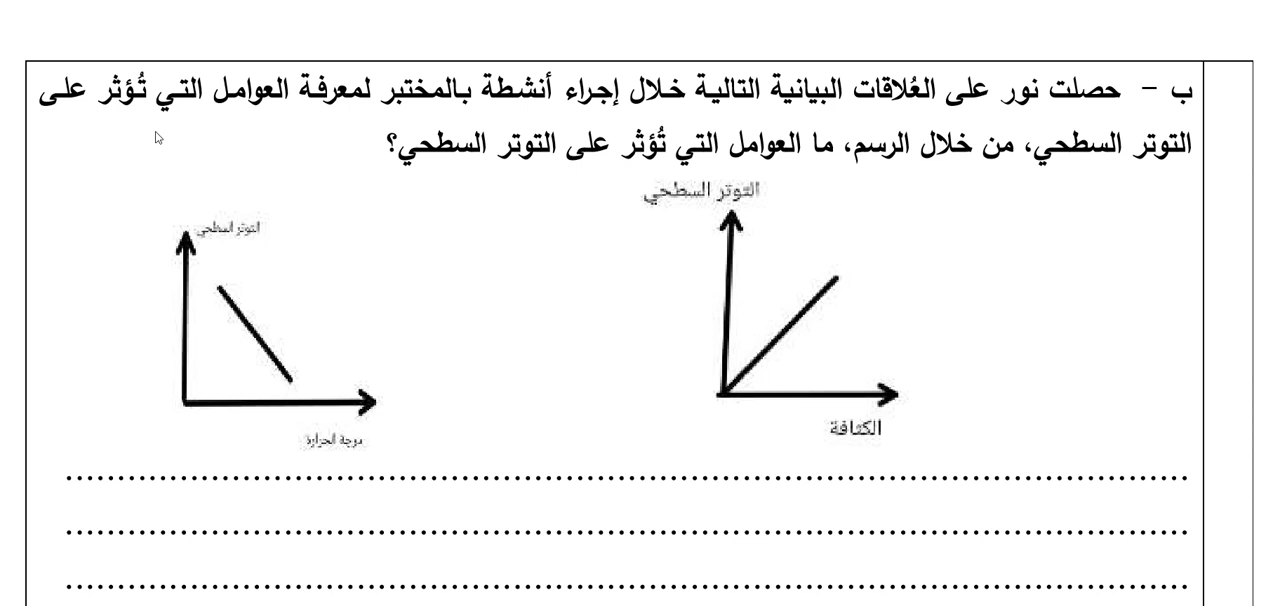 ب - حصلت نور على العُلاقات البيانية التالية خلال إجراء أنشطة بالمختبر لمعرفة العوامل التي تُؤثر على
التوتر السطحي، من خلال الرسم، ما العوامل التي تُؤثر على التوتر السطحي؟
التوتر السطحي
الكثافة
التوتر السطحي
درجة الحرارة